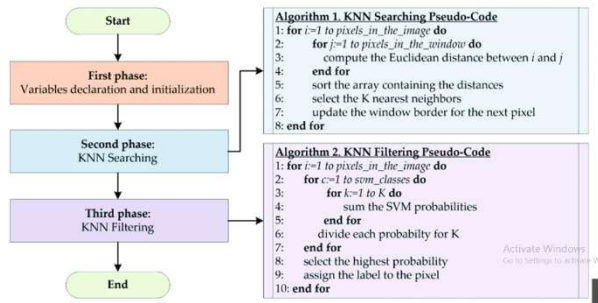 Start
First phase:
Variables declaration and initialization
Second phase:
KNN Searching
Third phase:
KNN Filtering
End
Algorithm 1. KNN Searching Pseudo-Code
1: for i:=1 to pixels_in_the_image do
2: for j:=1 to pixels_in_the_window do
3: compute the Euclidean distance between i and j
4: end for
5: sort the array containing the distances
6: select the K nearest neighbors
7: update the window border for the next pixel
8: end for
Algorithm 2. KNN Filtering Pseudo-Code
1: for i:=1 to pixels_in_the_image do
2: for c:=1 to svm_classes do
3: for k:=1 to K do
4: sum the SVM probabilities
5: end for
6: divide each probabilty for K
7: end for
8: select the highest probability
9: assign the label to the pixel
10: end for
Activate Windows
Go to Settings to activate W